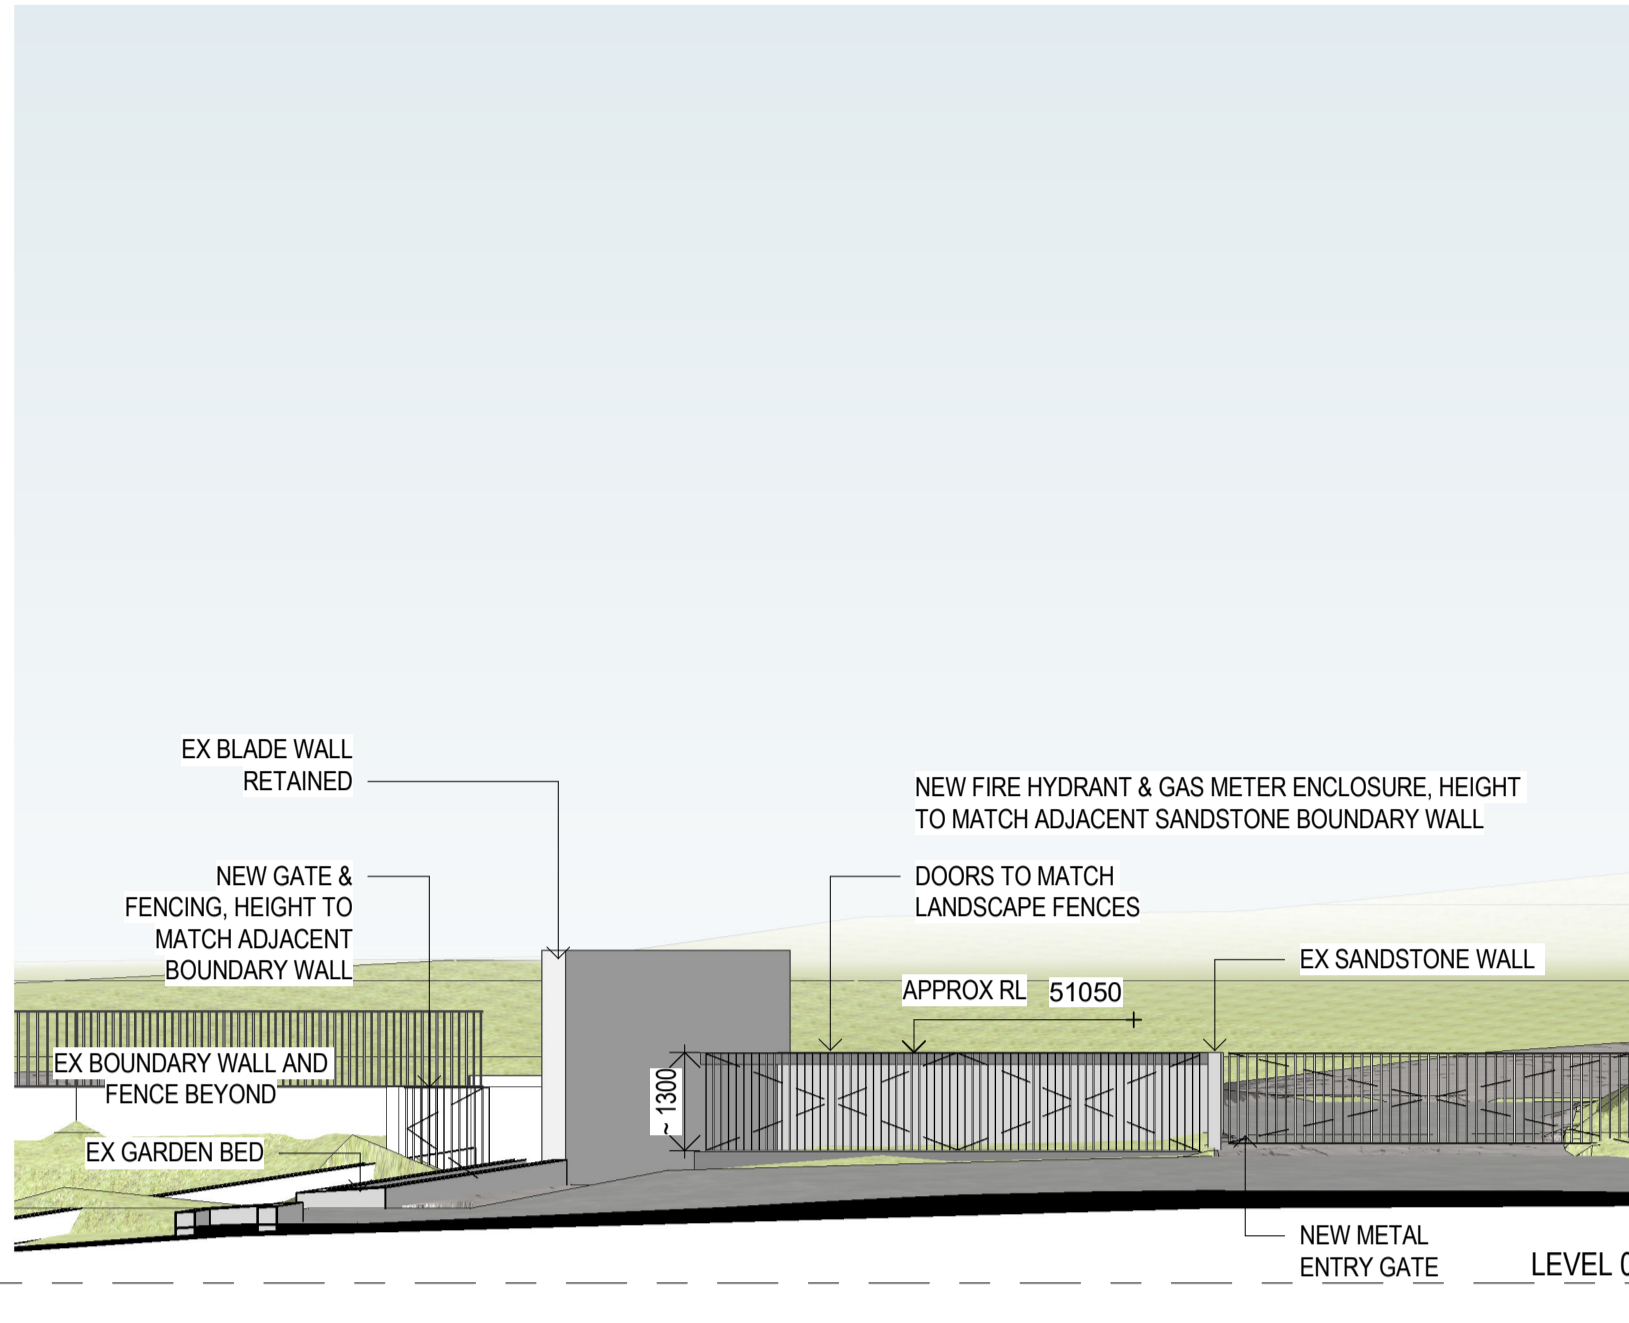 EX BLADE WALL
RETAINED
NEW FIRE HYDRANT & GAS METER ENCLOSURE, HEIGHT
TO MATCH ADJACENT SANDSTONE BOUNDARY WALL
NEW GATE &
FENCING, HEIGHT TO
MATCH ADJACENT
BOUNDARY WALL
DOORS TO MATCH
LANDSCAPE FENCES
EX SANDSTONE WALL
APPROX RL 51050
EX BOUNDARY WALL AND
FENCE BEYOND
~ 1300
EX GARDEN BED
NEW METAL
ENTRY GATE
LEVEL 0